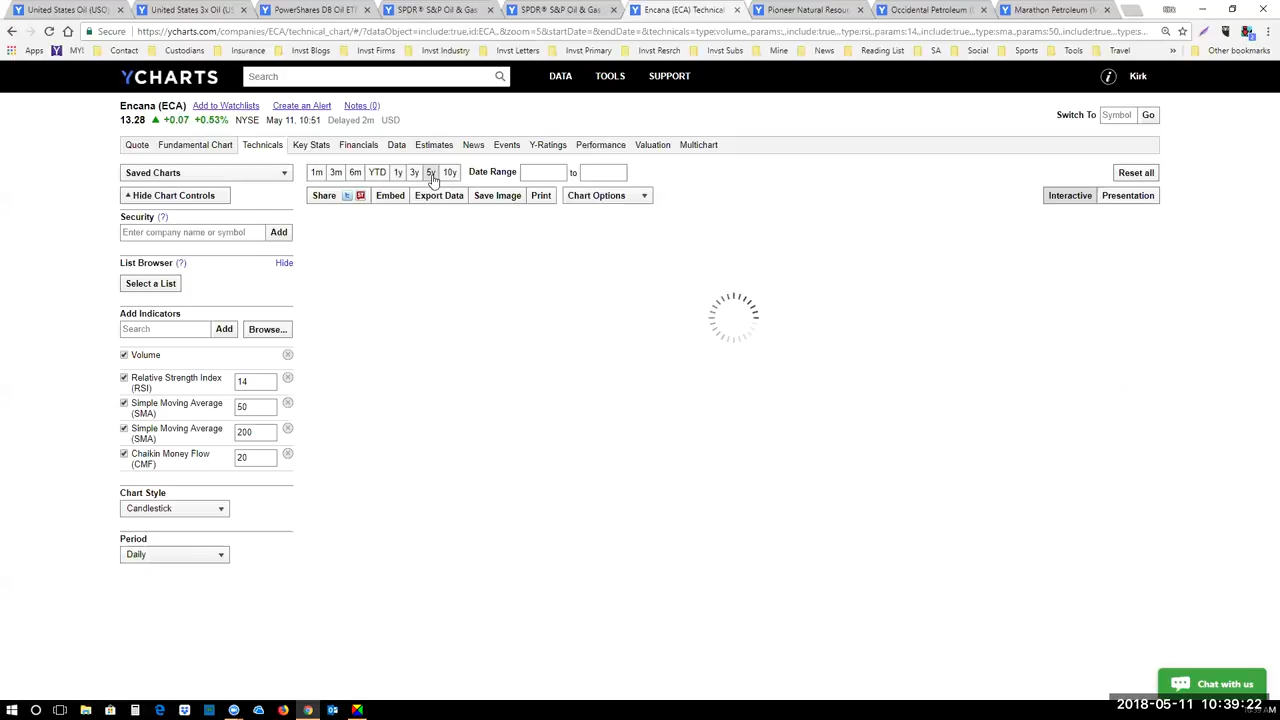 United States Oil (USO)
United States 3x Oil (US
PowerShares DB Oil ETF
SPDR® S&P Oil & Gas
SPDR® S&P Oil & Gas
Encana (ECA) Technical
Pioneer Natural Resour
Occidental Petroleum (
Marathon Petroleum (M
Secure
https://ycharts.com/companies/ECA/technical_chart/#/?dataObject=include:true,id:ECA,,&zoom=5&startDate=&endDate=&technicals=type:volume,params:,,include:true,,type:rsi,params:14,,include:true,,type:sma,params:50,,include:true,,type:s...
Apps MY! Contact Custodians Insurance Invst Blogs Invst Firms Invst Industry Invst Letters Invst Primary Invst Resrch Invst Subs Mine News Reading List SA Social Sports Tools Travel » Other bookmarks
YCHARTS Search DATA TOOLS SUPPORT Kirk
Encana (ECA) Add to Watchlists Create an Alert Notes (0)
13.28 +0.07 +0.53% NYSE May 11, 10:51 Delayed 2m USD
Switch To Symbol Go
Quote Fundamental Chart Technicals Key Stats Financials Data Estimates News Events Y-Ratings Performance Valuation Multichart
Saved Charts 1m 3m 6m YTD 1y 3y 5y 10y Date Range to Reset all
Hide Chart Controls Share Embed Export Data Save Image Print Chart Options Interactive Presentation
Security (?)
Enter company name or symbol Add
List Browser (?) Hide
Select a List
Add Indicators
Search Add Browse...
Volume
Relative Strength Index
(RSI) 14
Simple Moving Average
(SMA) 50
Simple Moving Average
(SMA) 200
Chaikin Money Flow
(CMF) 20
Chart Style
Candlestick
Period
Daily
Chat with us
2018-05-11 10:39:22